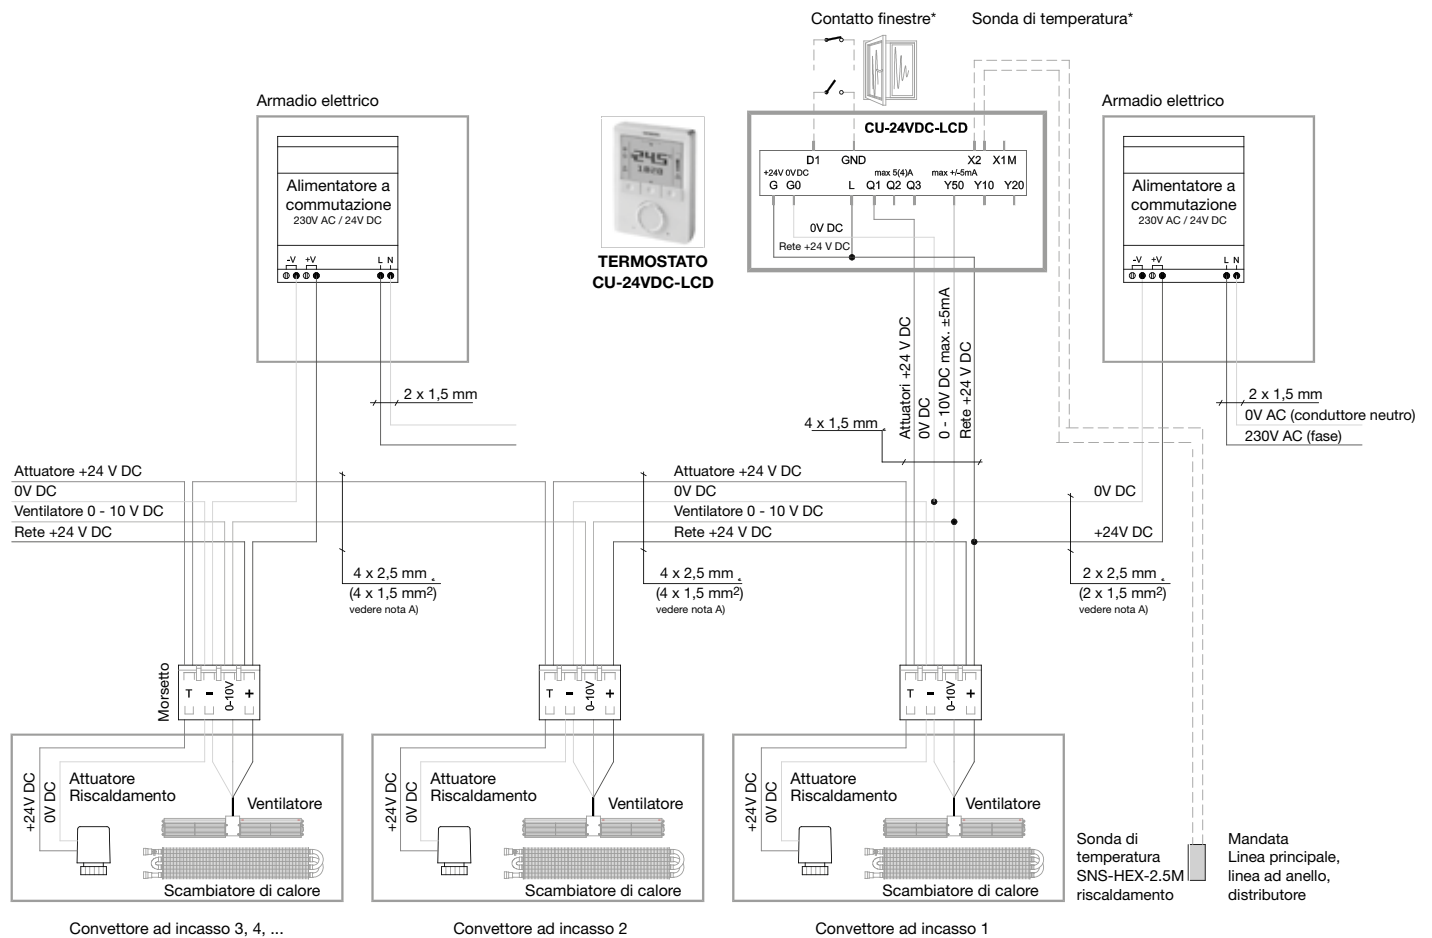 Contatto finestre*
Sonda di temperatura*
Armadio elettrico
Alimentatore a
commutazione
230V AC / 24V DC
-V +V L N
2 x 1,5 mm
TERMOSTATO
CU-24VDC-LCD
CU-24VDC-LCD
D1 GND X2 X1 M
+24V 0VDC max 5(4)A max +/-5mA
G G0 L Q1 Q2 Q3 Y50 Y10 Y20
0V DC
Rete +24 V DC
Armadio elettrico
Alimentatore a
commutazione
230V AC / 24V DC
-V +V L N
2 x 1,5 mm
0V AC (conduttore neutro)
230V AC (fase)
Attuatori +24 V DC
0V DC
0 - 10V DC max. ±5mA
Rete +24 V DC
4 x 1,5 mm
Attuatore +24 V DC
0V DC
Ventilatore 0 - 10 V DC
Rete +24 V DC
Attuatore +24 V DC
0V DC
Ventilatore 0 - 10 V DC
Rete +24 V DC
0V DC
+24V DC
4 x 2,5 mm
(4 x 1,5 mm²)
vedere nota A)
4 x 2,5 mm
(4 x 1,5 mm²)
vedere nota A)
2 x 2,5 mm
(2 x 1,5 mm²)
vedere nota A)
Morsetto
T - 0-10V +
T - 0-10V +
T - 0-10V +
+24V DC
0V DC
Attuatore
Riscaldamento
Ventilatore
Scambiatore di calore
+24V DC
0V DC
Attuatore
Riscaldamento
Ventilatore
Scambiatore di calore
+24V DC
0V DC
Attuatore
Riscaldamento
Ventilatore
Scambiatore di calore
Sonda di
temperatura
SNS-HEX-2.5M
riscaldamento
Mandata
Linea principale,
linea ad anello,
distributore
Convettore ad incasso 3, 4, ...
Convettore ad incasso 2
Convettore ad incasso 1